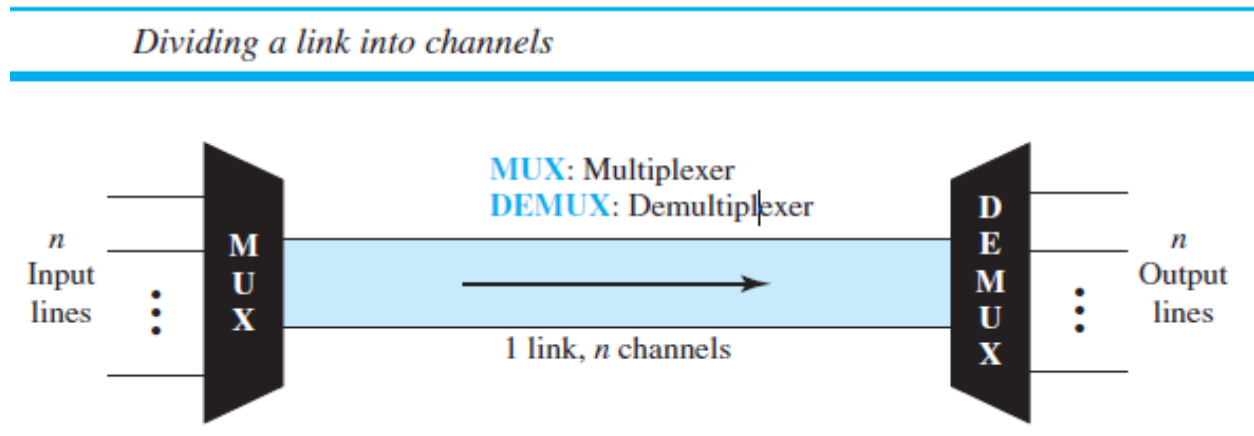 Dividing a link into channels
MUX: Multiplexer
DEMUX: Demultiplexer
n
Input
lines
M
U
X
1 link, n channels
D
E
M
U
X
n
Output
lines